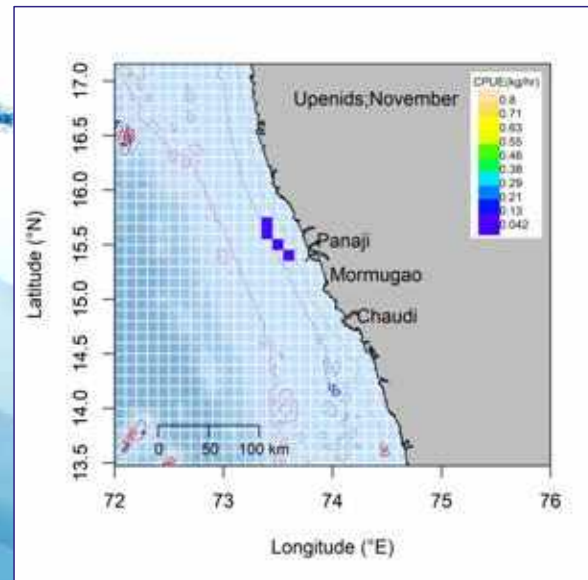 Upenids,November
CPUE(kg/hr)
0.8
0.71
0.63
0.55
0.46
0.38
0.29
0.21
0.13
0.042
Latitude (°N)
17.0
16.5
16.0
15.5
15.0
14.5
14.0
13.5
Panaji
Mormugao
Chaudi
0 50 100 km
72 73 74 75 76
Longitude (°E)